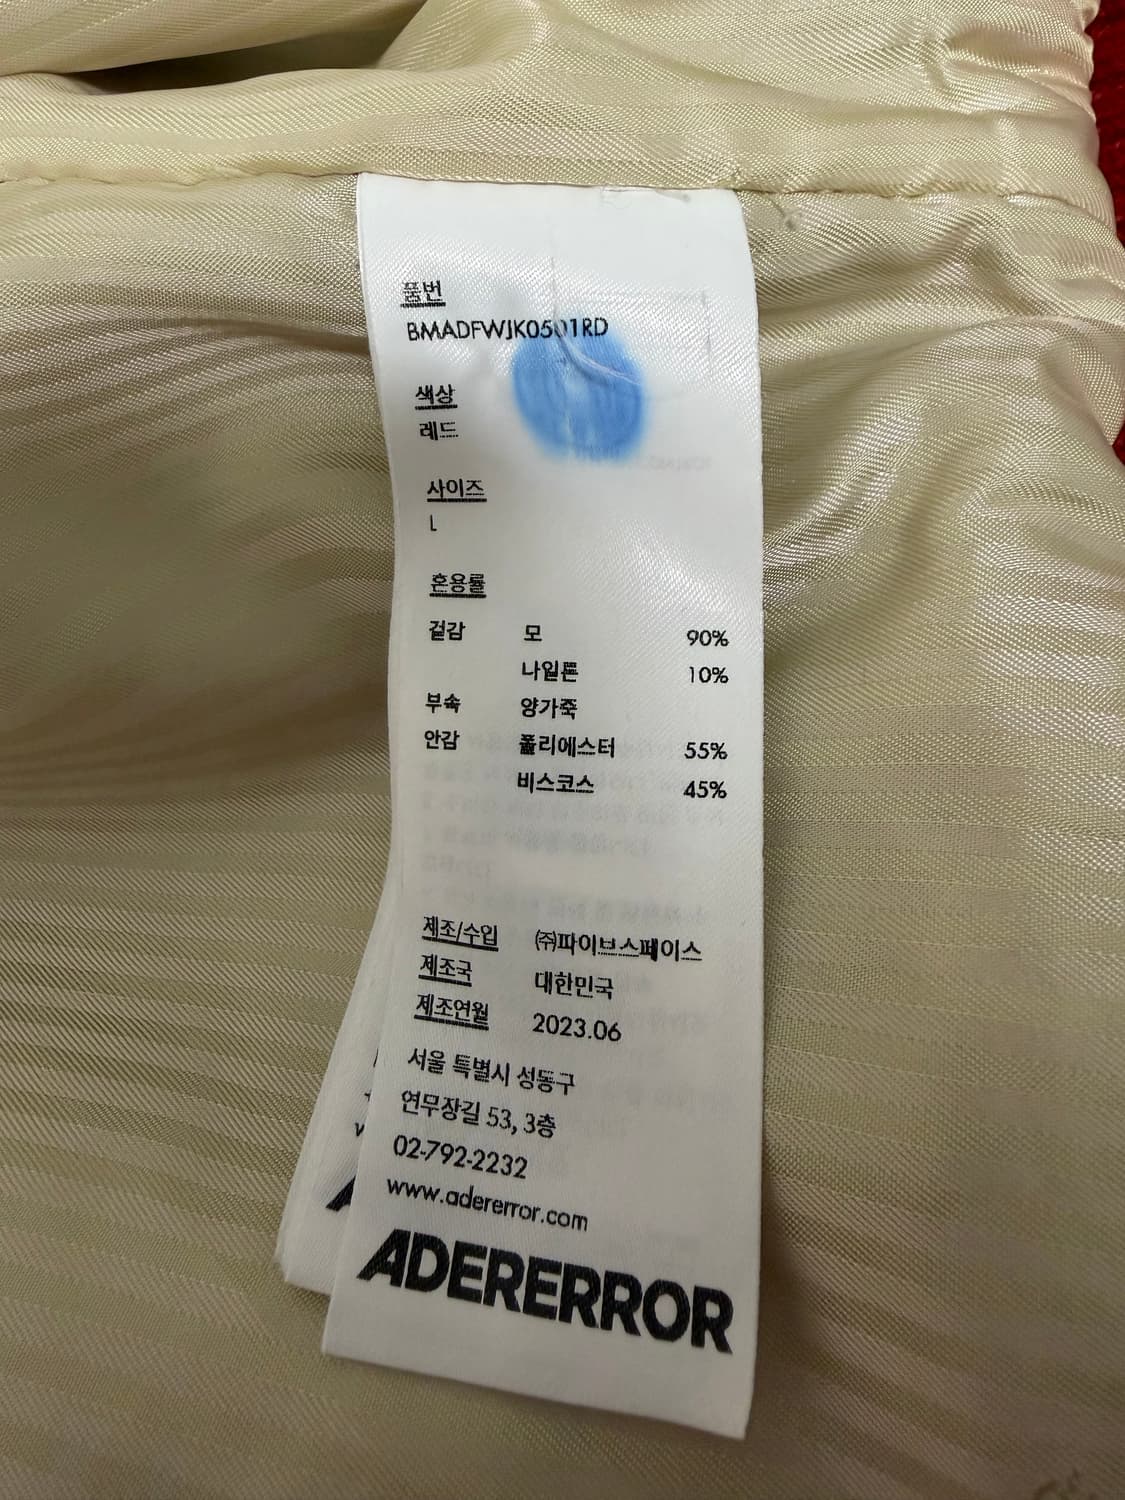 품번
BMADFWJK0501RD
색상
레드
사이즈
L
혼용률
겉감 모 90%
나일론 10%
부속 양가죽
안감 폴리에스터 55%
비스코스 45%
제조/수입 ㈜파이브스페이스
제조국 대한민국
제조연월 2023.06
서울 특별시 성동구
연무장길 53, 3층
02-792-2232
www.adererror.com
ADERERROR